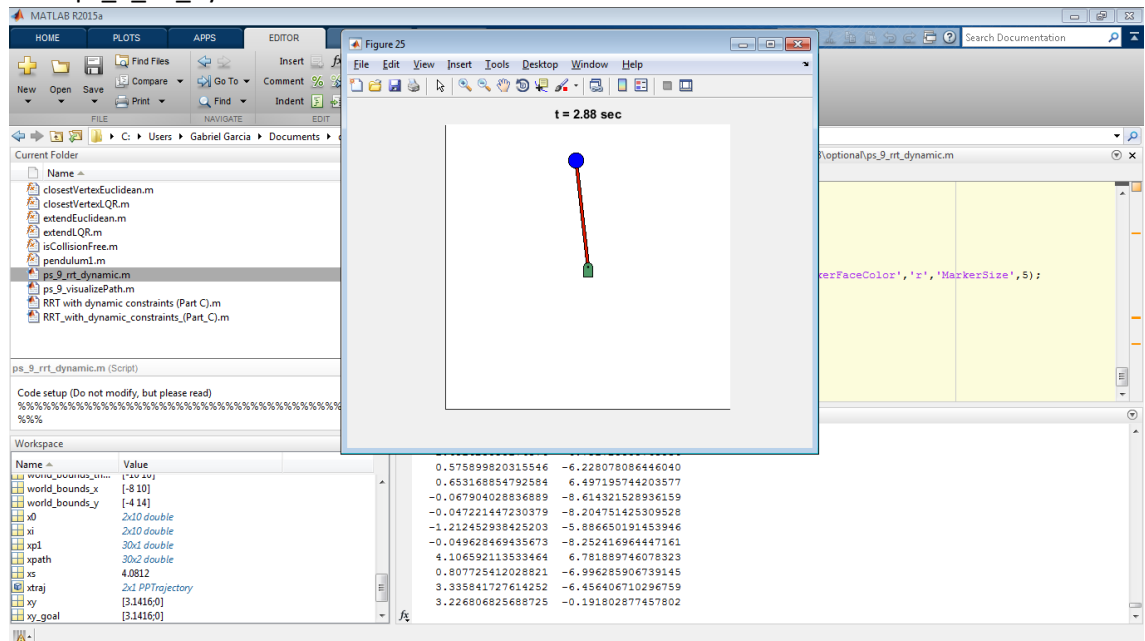 MATLAB R2015a
HOME PLOTS APPS EDITOR
Search Documentation
New Open Save
Find Files
Compare
Print
Go To
Find
Insert
Comment
Indent
FILE NAVIGATE EDIT
C: Users Gabriel Garcia Documents
Current Folder
Name
closestVertexEuclidean.m
closestVertexLQR.m
extendEuclidean.m
extendLQR.m
isCollisionFree.m
pendulum1.m
ps_9_rrt_dynamic.m
ps_9_visualizePath.m
RRT with dynamic constraints (Part C).m
RRT_with_dynamic_constraints_(Part_C).m
ps_9_rrt_dynamic.m (Script)
Code setup (Do not modify, but please read)
%%%%%%%%%%%%%%%%%%%%%%%%%%%%%%%%%%%%%%%
%%%
Workspace
Name Value
world_bounds_th... [-10 10]
world_bounds_x [-8 10]
world_bounds_y [-4 14]
x0 2x10 double
xi 2x10 double
xp1 30x1 double
xpath 30x2 double
xs 4.0812
xtraj 2x1 PPTrajectory
xy [3.1416;0]
xy_goal [3.1416;0]
Figure 25
File Edit View Insert Tools Desktop Window Help
t = 2.88 sec
\optional\ps_9_rrt_dynamic.m
kerFaceColor','r','MarkerSize',5);
0.575899820315546 -6.228078086446040
0.653168854792584 6.497195744203577
-0.067904028836889 -8.614321528936159
-0.047221447230379 -8.204751425309528
-1.212452938425203 -5.886650191453946
-0.049628469435673 -8.252416964447161
4.106592113533464 6.781889746078323
0.807725412028821 -6.996285906739145
3.335841727614252 -6.456406710296759
3.226806825688725 -0.191802877457802
fx